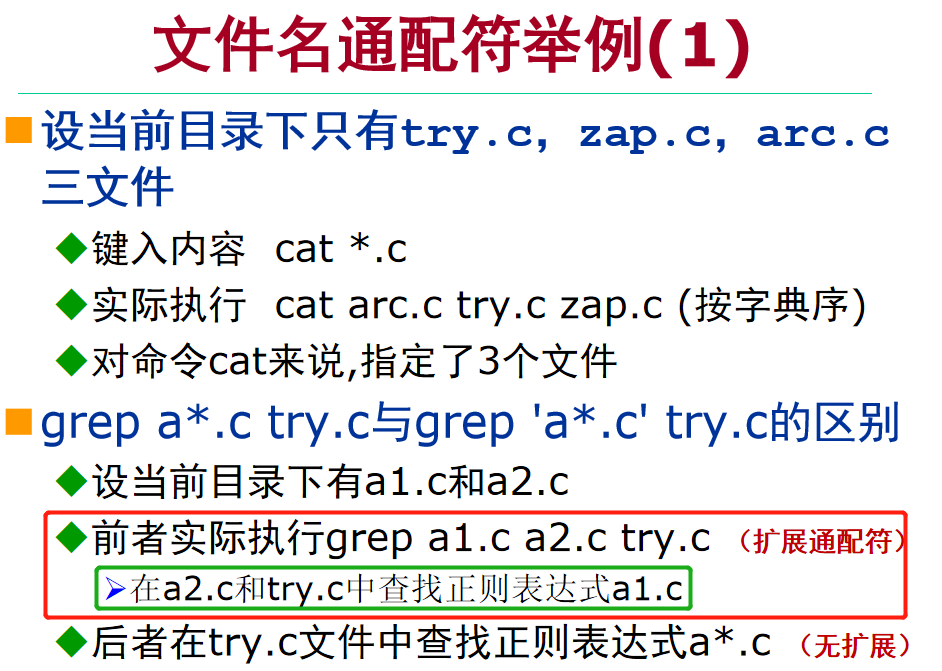 文件名通配符举例(1)
设当前目录下只有try.c, zap.c, arc.c
三文件
键入内容 cat *.c
实际执行 cat arc.c try.c zap.c (按字典序)
对命令cat来说,指定了3个文件
grep a*.c try.c与grep 'a*.c' try.c的区别
设当前目录下有a1.c和a2.c
前者实际执行grep a1.c a2.c try.c （扩展通配符）
在a2.c和try.c中查找正则表达式a1.c
后者在try.c文件中查找正则表达式a*.c （无扩展）